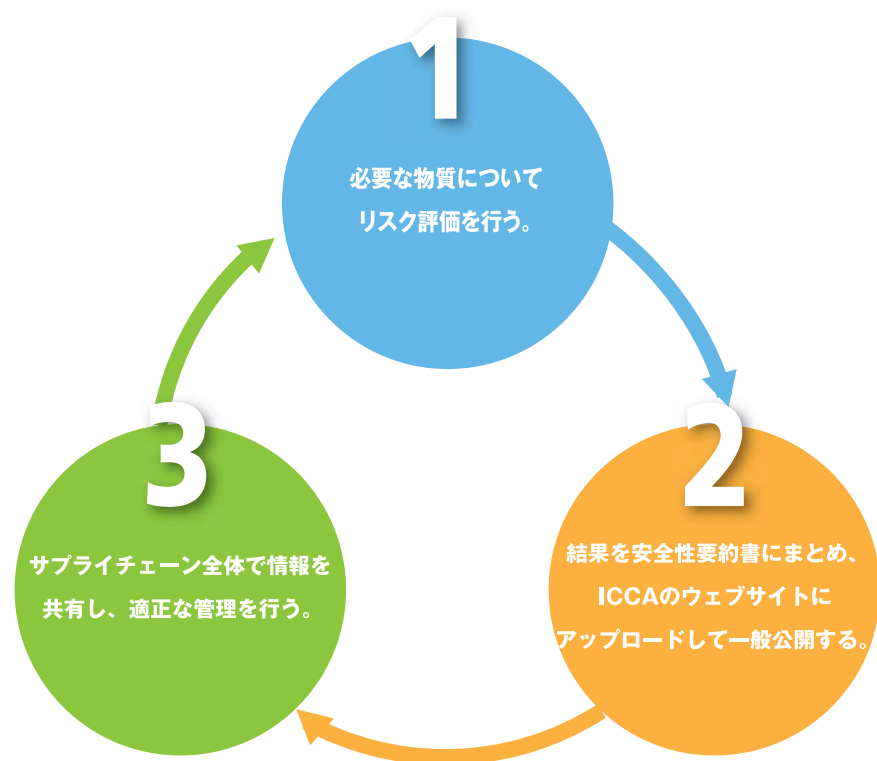 1
必要な物質について
リスク評価を行う。
2
結果を安全性要約書にまとめ、
ICCAのウェブサイトに
アップロードして一般公開する。
3
サプライチェーン全体で情報を
共有し、適正な管理を行う。